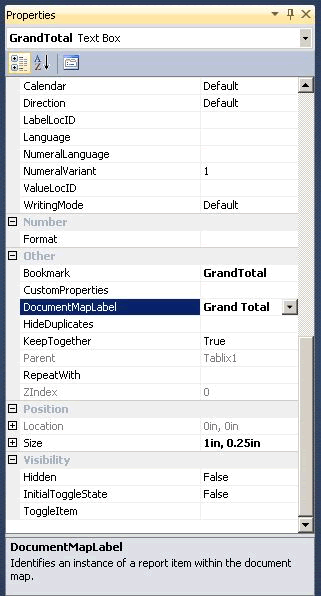 Properties
GrandTotal Text Box
Calendar Default
Direction Default
LabelLocID
Language
NumeralLanguage
NumeralVariant 1
ValueLocID
WritingMode Default
Number
Format
Other
Bookmark GrandTotal
CustomProperties
DocumentMapLabel Grand Total
HideDuplicates
KeepTogether True
Parent Tablix1
RepeatWith
ZIndex 0
Position
Location 0in, 0in
Size 1in, 0.25in
Visibility
Hidden False
InitialToggleState False
ToggleItem
DocumentMapLabel
Identifies an instance of a report item within the document
map.